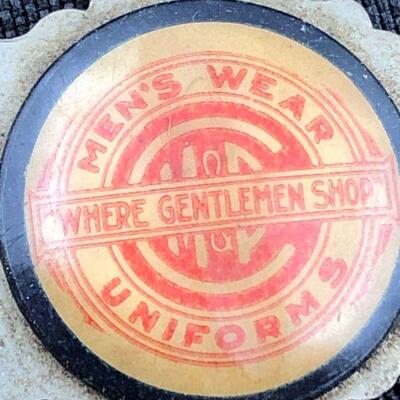 MEN'S WEAR
"WHERE GENTLEMEN SHOP"
UNIFORMS